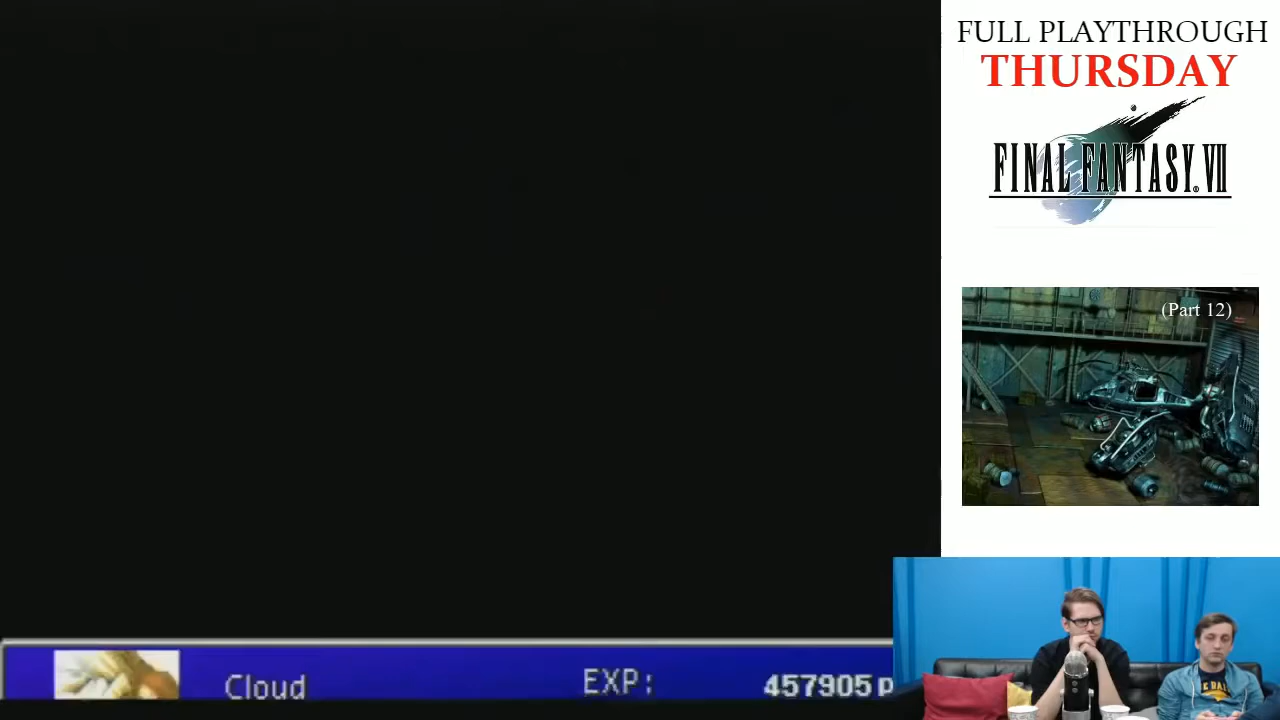 FULL PLAYTHROUGH
THURSDAY
FINAL FANTASY. VII
(Part 12)
Cloud EXP: 457905 p